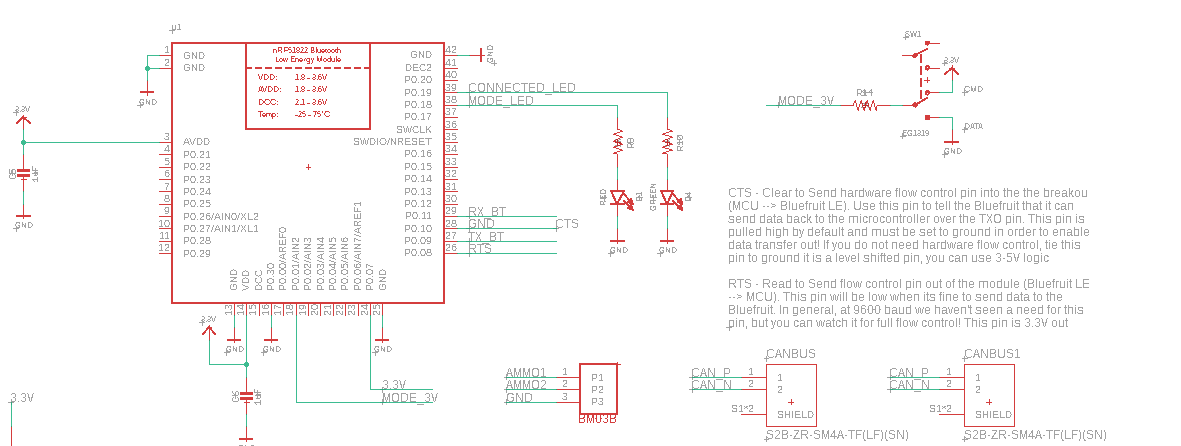 µ1
nRF51822 Bluetooth
Low Energy Module
VDD: 1.8 - 3.6V
AVDD: 1.8 - 3.6V
DCC: 2.1 - 3.6V
Temp: -25 - 75°C
1 GND
2 GND
3 AVDD
4 P0.21
5 P0.22
6 P0.23
7 P0.24
8 P0.25
9 P0.26/AIN0/XL2
10 P0.27/AIN1/XL1
11 P0.28
12 P0.29
GND 42
DEC2 41
P0.20 40
P0.19 39 CONNECTED_LED
P0.18 38 MODE_LED
P0.17 37
SWCLK 36
SWDIO/NRESET 35
P0.16 34
P0.15 33
P0.14 32
P0.13 31
P0.12 30
P0.11 29 RX_BT
P0.10 28 GND CTS
P0.09 27 TX_BT
P0.08 26 RTS
GND 13
VDD 14
DCC 15
P0.30 16
P0.00/AREF0 17
P0.01/AIN2 18
P0.02/AIN3 19
P0.03/AIN4 20
P0.04/AIN5 21
P0.05/AIN6 22
P0.06/AIN7/AREF1 23
P0.07 24
GND 25
GND
GND
3.3V
1uF
GND
RED
GREEN
GND
GND
3.3V
GND
GND
GND
1uF
3.3V
MODE_3V
3.3V
SW1
3.3V
CMD
MODE_3V
R14
DATA
EG1319
GND
CTS - Clear to Send hardware flow control pin into the the breakou
(MCU --> Bluefruit LE). Use this pin to tell the Bluefruit that it can
send data back to the microcontroller over the TXO pin. This pin is
pulled high by default and must be set to ground in order to enable
data transfer out! If you do not need hardware flow control, tie this
pin to ground it is a level shifted pin, you can use 3-5V logic
RTS - Read to Send flow control pin out of the module (Bluefruit LE
--> MCU). This pin will be low when its fine to send data to the
Bluefruit. In general, at 9600 baud we haven't seen a need for this
pin, but you can watch it for full flow control! This pin is 3.3V out
AMMO1 1 P1
AMMO2 2 P2
GND 3 P3
BM03B
CANBUS
CAN_P 1 1
CAN_N 2 2
S1*2 SHIELD
S2B-ZR-SM4A-TF(LF)(SN)
CANBUS1
CAN_P 1 1
CAN_N 2 2
S1*2 SHIELD
S2B-ZR-SM4A-TF(LF)(SN)